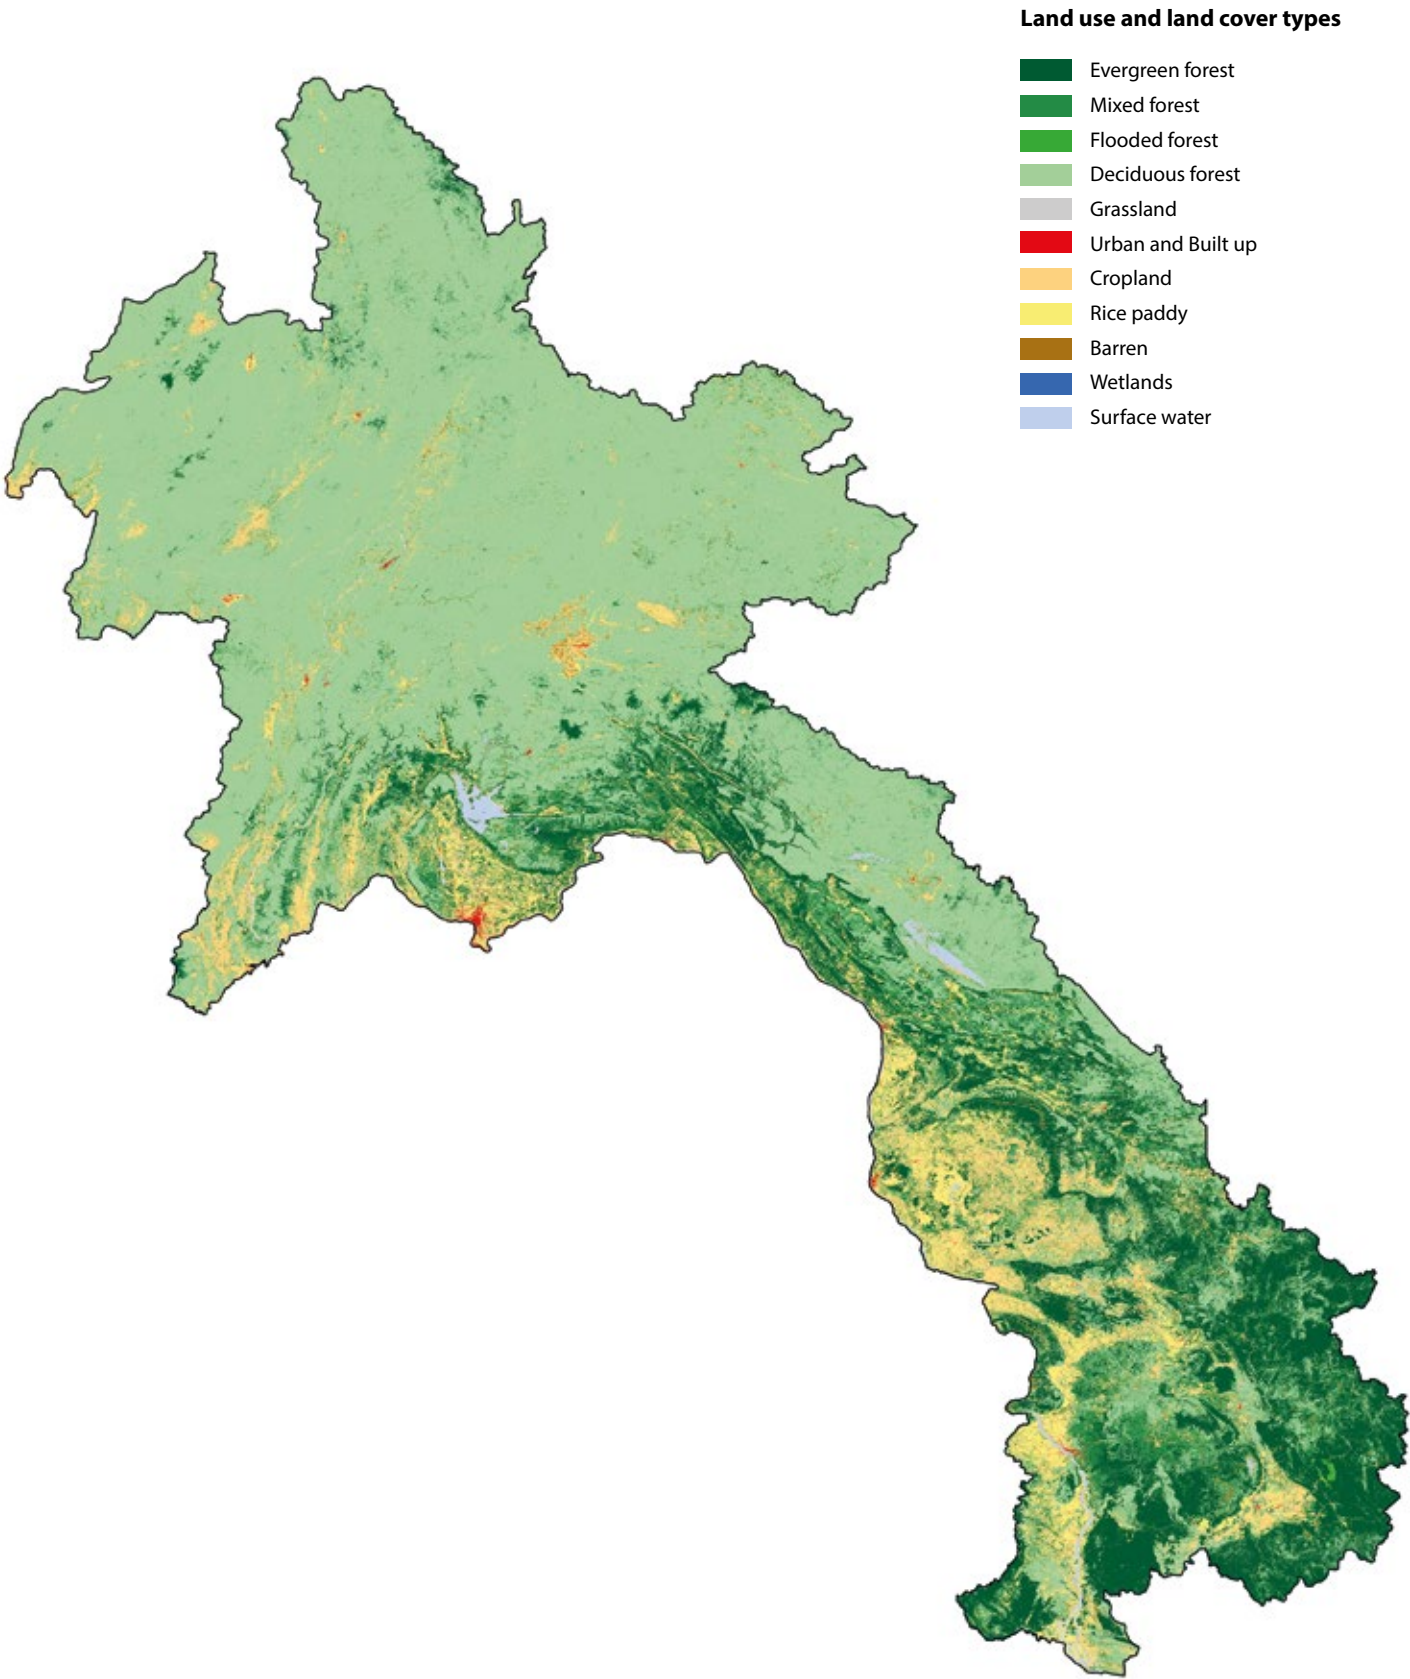 Land use and land cover types
Evergreen forest
Mixed forest
Flooded forest
Deciduous forest
Grassland
Urban and Built up
Cropland
Rice paddy
Barren
Wetlands
Surface water